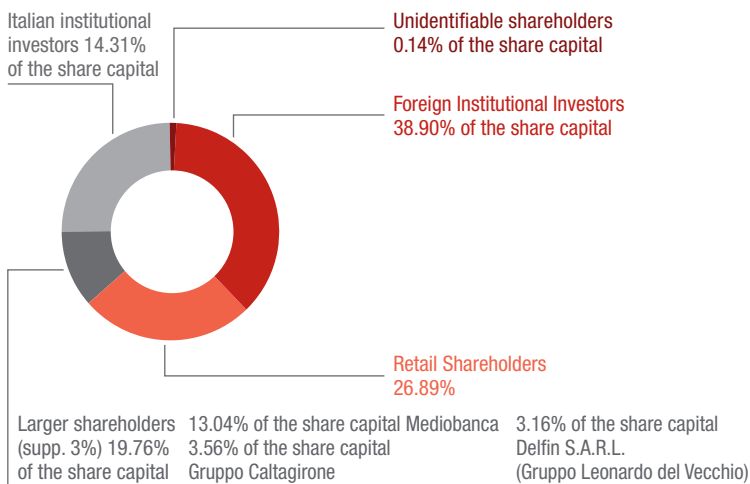 Italian institutional
investors 14.31%
of the share capital
Unidentifiable shareholders
0.14% of the share capital
Foreign Institutional Investors
38.90% of the share capital
Retail Shareholders
26.89%
Larger shareholders
(supp. 3%) 19.76%
of the share capital
13.04% of the share capital Mediobanca
3.56% of the share capital
Gruppo Caltagirone
3.16% of the share capital
Delfin S.A.R.L.
(Gruppo Leonardo del Vecchio)